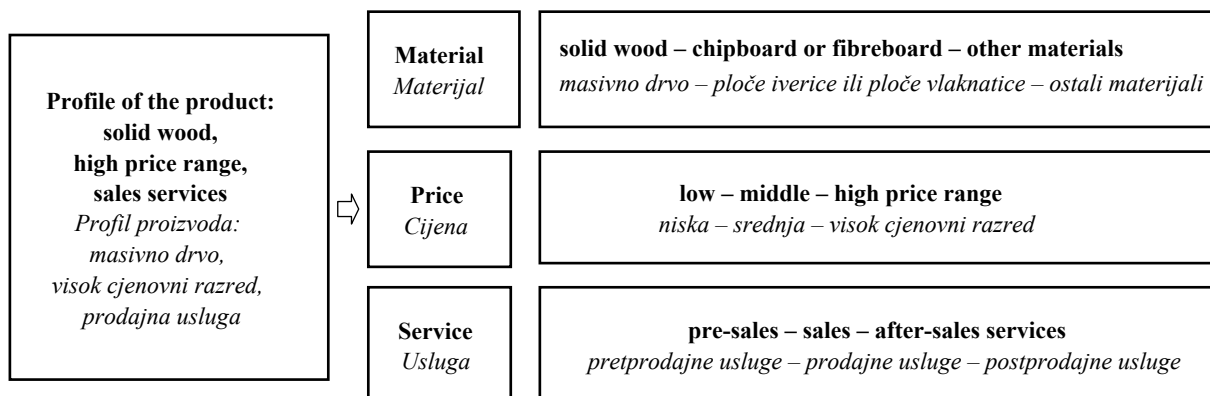 Profile of the product:
solid wood,
high price range,
sales services
Profil proizvoda:
masivno drvo,
visok cjenovni razred,
prodajna usluga
Material
Materijal
solid wood – chipboard or fibreboard – other materials
masivno drvo – ploče iverice ili ploče vlaknatice – ostali materijali
Price
Cijena
low – middle – high price range
niska – srednja – visok cjenovni razred
Service
Usluga
pre-sales – sales – after-sales services
pretprodajne usluge – prodajne usluge – postprodajne usluge